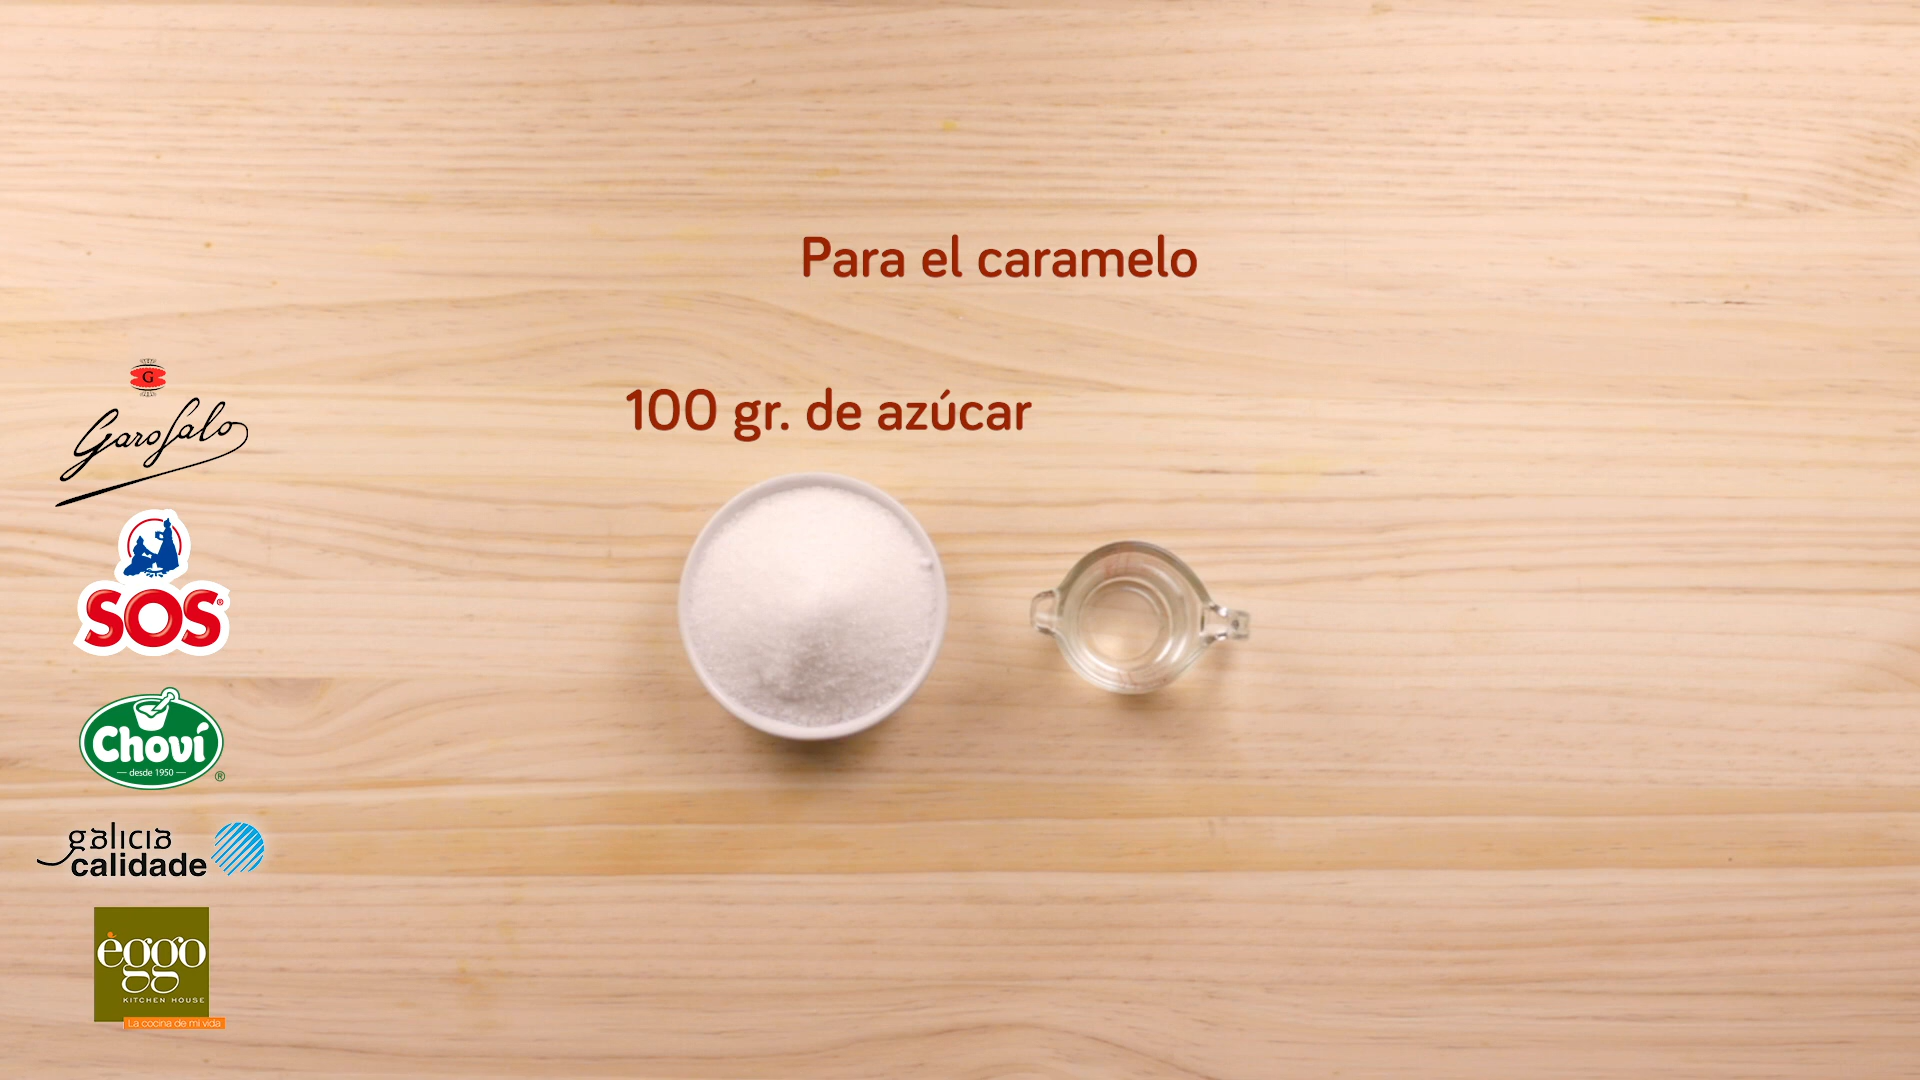 Para el caramelo
100 gr. de azúcar
G
Garofalo
SOS®
Choví
desde 1950
®
galicia
calidade
èggo
KITCHEN HOUSE
La cocina de mi vida